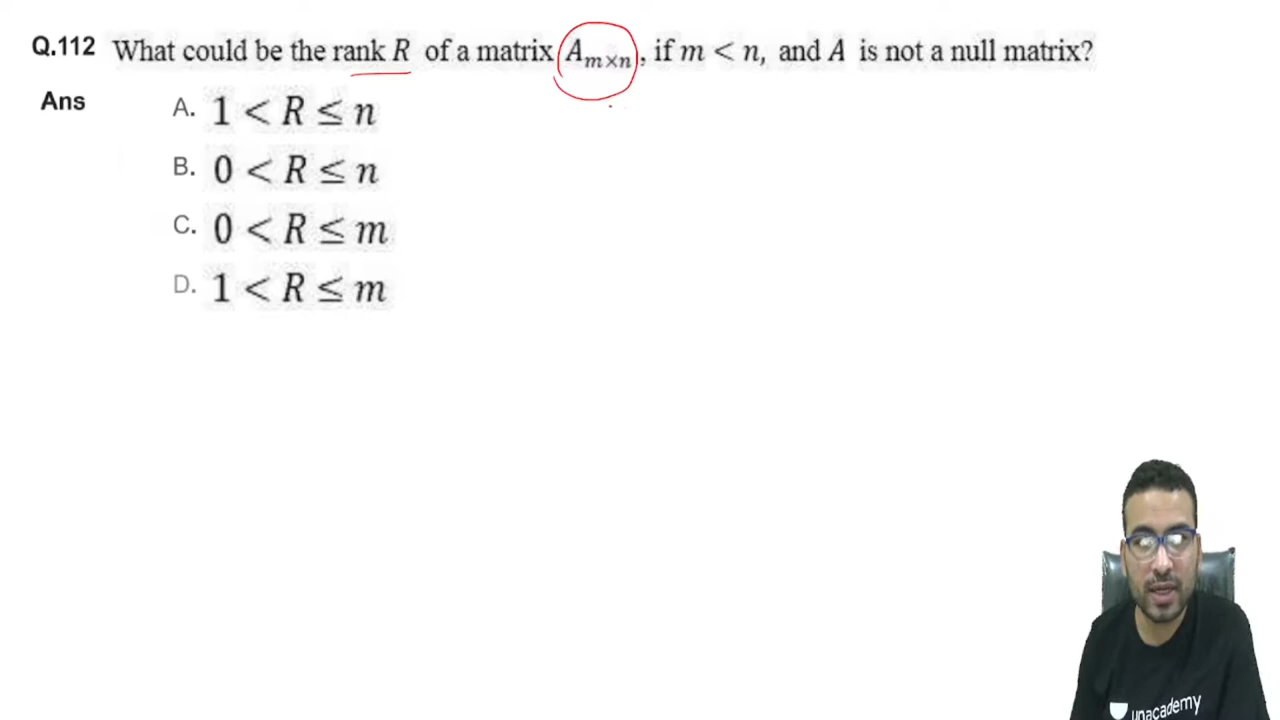 Q.112 What could be the rank R of a matrix A_{m×n}, if m < n, and A is not a null matrix?
Ans
A. 1 < R ≤ n
B. 0 < R ≤ n
C. 0 < R ≤ m
D. 1 < R ≤ m
unacademy